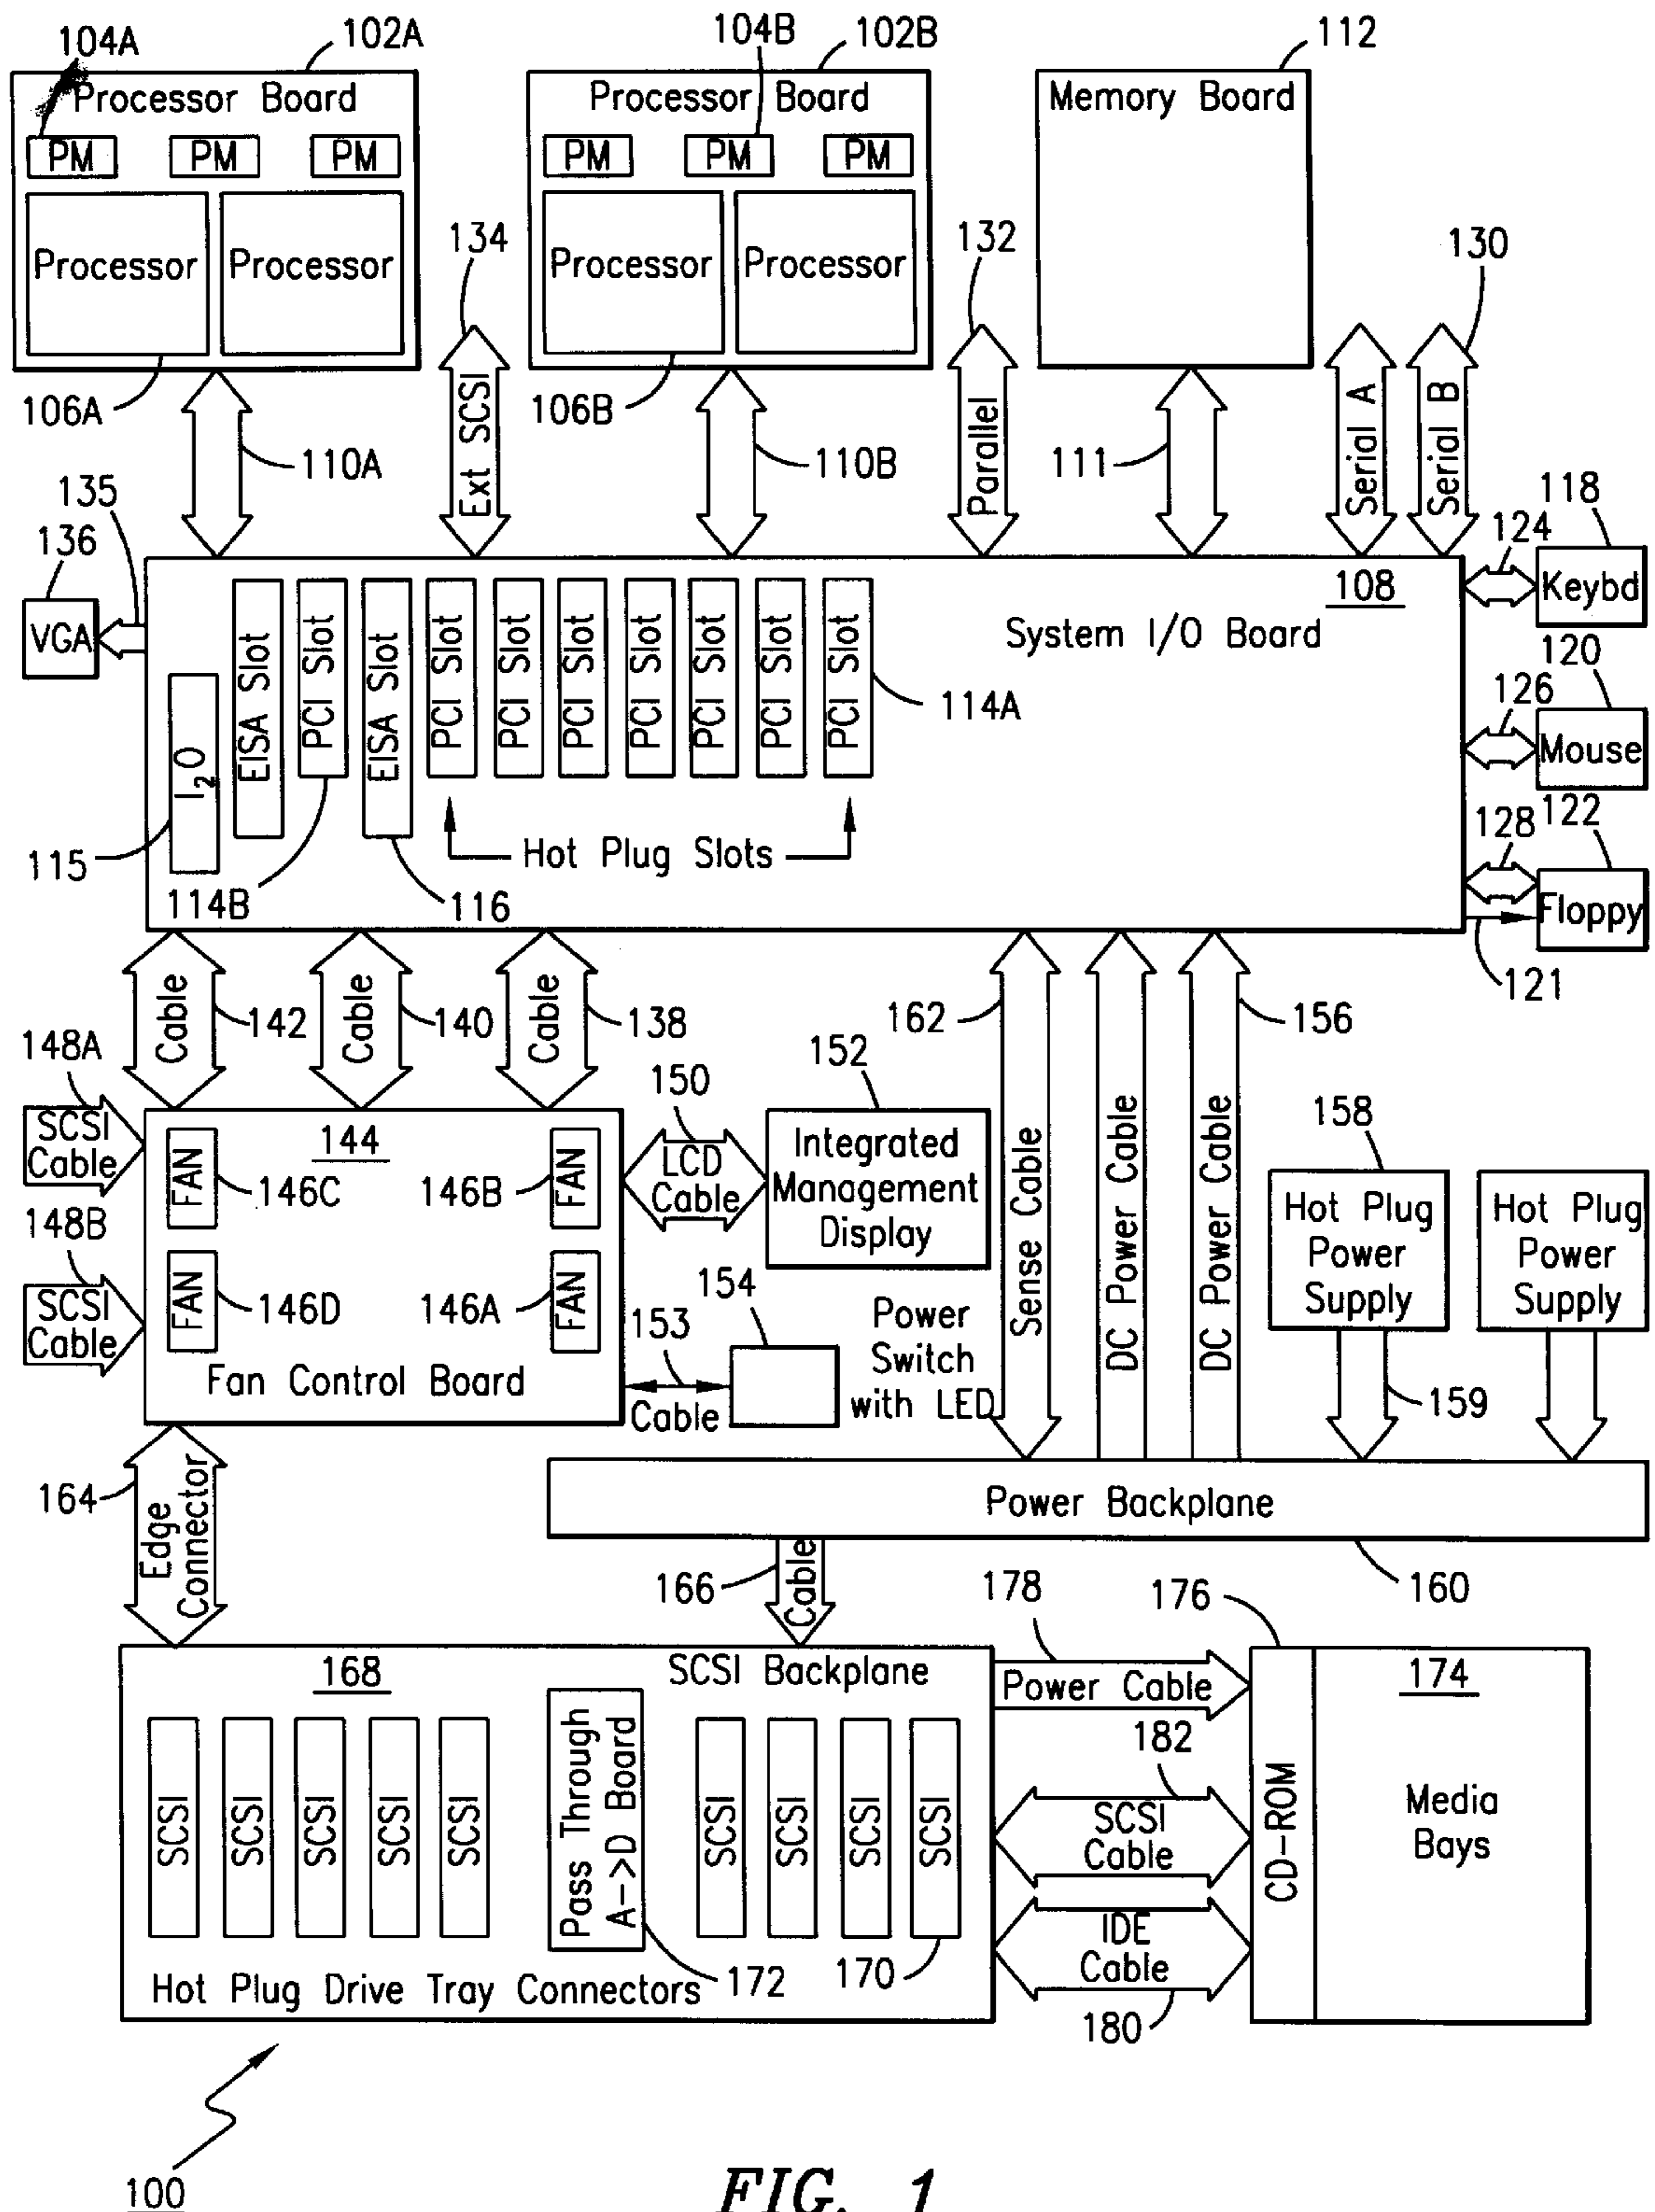 104A
102A
104B
102B
112
Processor Board
Processor Board
Memory Board
PM
PM
PM
PM
PM
PM
Processor
Processor
Processor
Processor
134
132
130
106A
110A
Ext SCSI
106B
110B
Parallel
111
Serial A
Serial B
135
136
VGA
118
124
Keybd
108
System I/O Board
120
126
Mouse
128
122
Floppy
121
I2O
EISA Slot
PCI Slot
EISA Slot
PCI Slot
PCI Slot
PCI Slot
PCI Slot
PCI Slot
PCI Slot
PCI Slot
114A
Hot Plug Slots
115
114B
116
Cable
142
Cable
140
Cable
138
162
156
148A
SCSI
Cable
148B
SCSI
Cable
144
FAN
146C
146B
FAN
FAN
146D
146A
FAN
Fan Control Board
150
LCD
Cable
152
Integrated
Management
Display
153
Cable
154
Power
Switch
with LED
Sense Cable
DC Power Cable
DC Power Cable
158
Hot Plug
Power
Supply
Hot Plug
Power
Supply
159
164
Edge
Connector
Power Backplane
166
Cable
160
178
176
168
SCSI Backplane
Power Cable
174
SCSI
SCSI
SCSI
SCSI
SCSI
Pass Through
A->D Board
SCSI
SCSI
SCSI
SCSI
182
SCSI
Cable
IDE
Cable
180
CD-ROM
Media
Bays
Hot Plug Drive Tray Connectors
172
170
100
FIG. 1